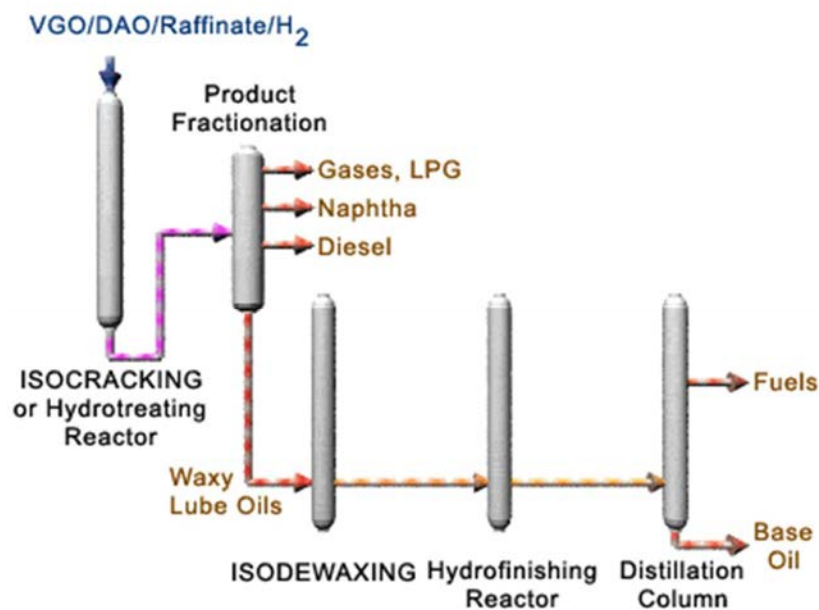 VGO/DAO/Raffinate/H2
Product
Fractionation
Gases, LPG
Naphtha
Diesel
ISOCRACKING
or Hydrotreating
Reactor
Fuels
Waxy
Lube Oils
Base
Oil
ISODEWAXING
Hydrofinishing
Reactor
Distillation
Column